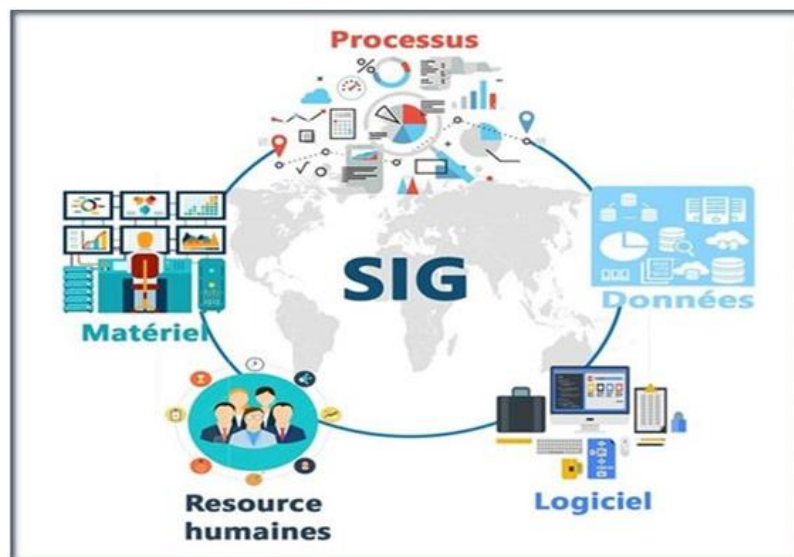 Processus
SIG
Données
Matériel
Resource
humaines
Logiciel